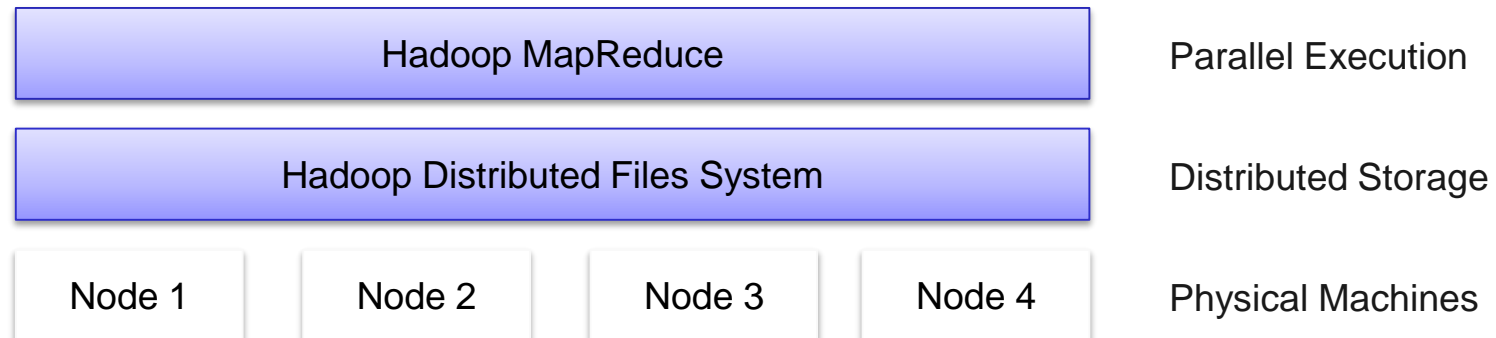 Hadoop MapReduce
Parallel Execution
Hadoop Distributed Files System
Distributed Storage
Node 1
Node 2
Node 3
Node 4
Physical Machines